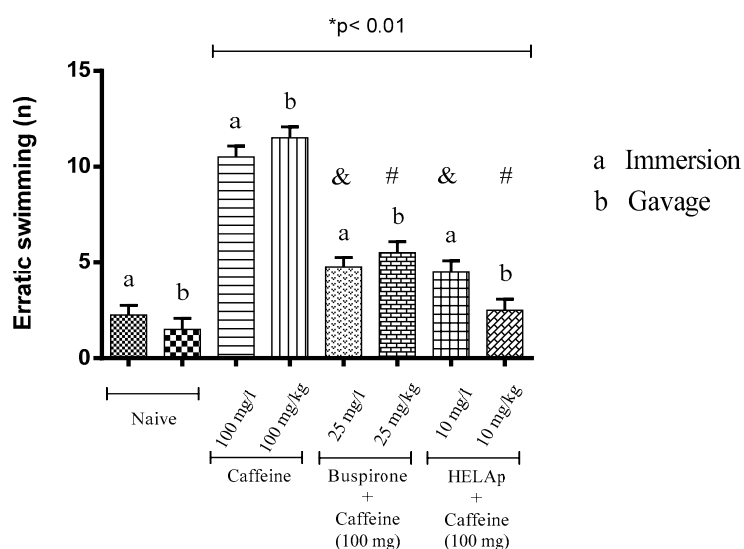 *p< 0.01
Erratic swimming (n)
15
10
5
0
a
b
a
b
&
a
#
b
&
a
#
b
a Immersion
b Gavage
100 mg/l
100 mg/kg
25 mg/l
25 mg/kg
10 mg/l
10 mg/kg
Naive
Caffeine
Buspirone
+
Caffeine
(100 mg)
HELAp
+
Caffeine
(100 mg)